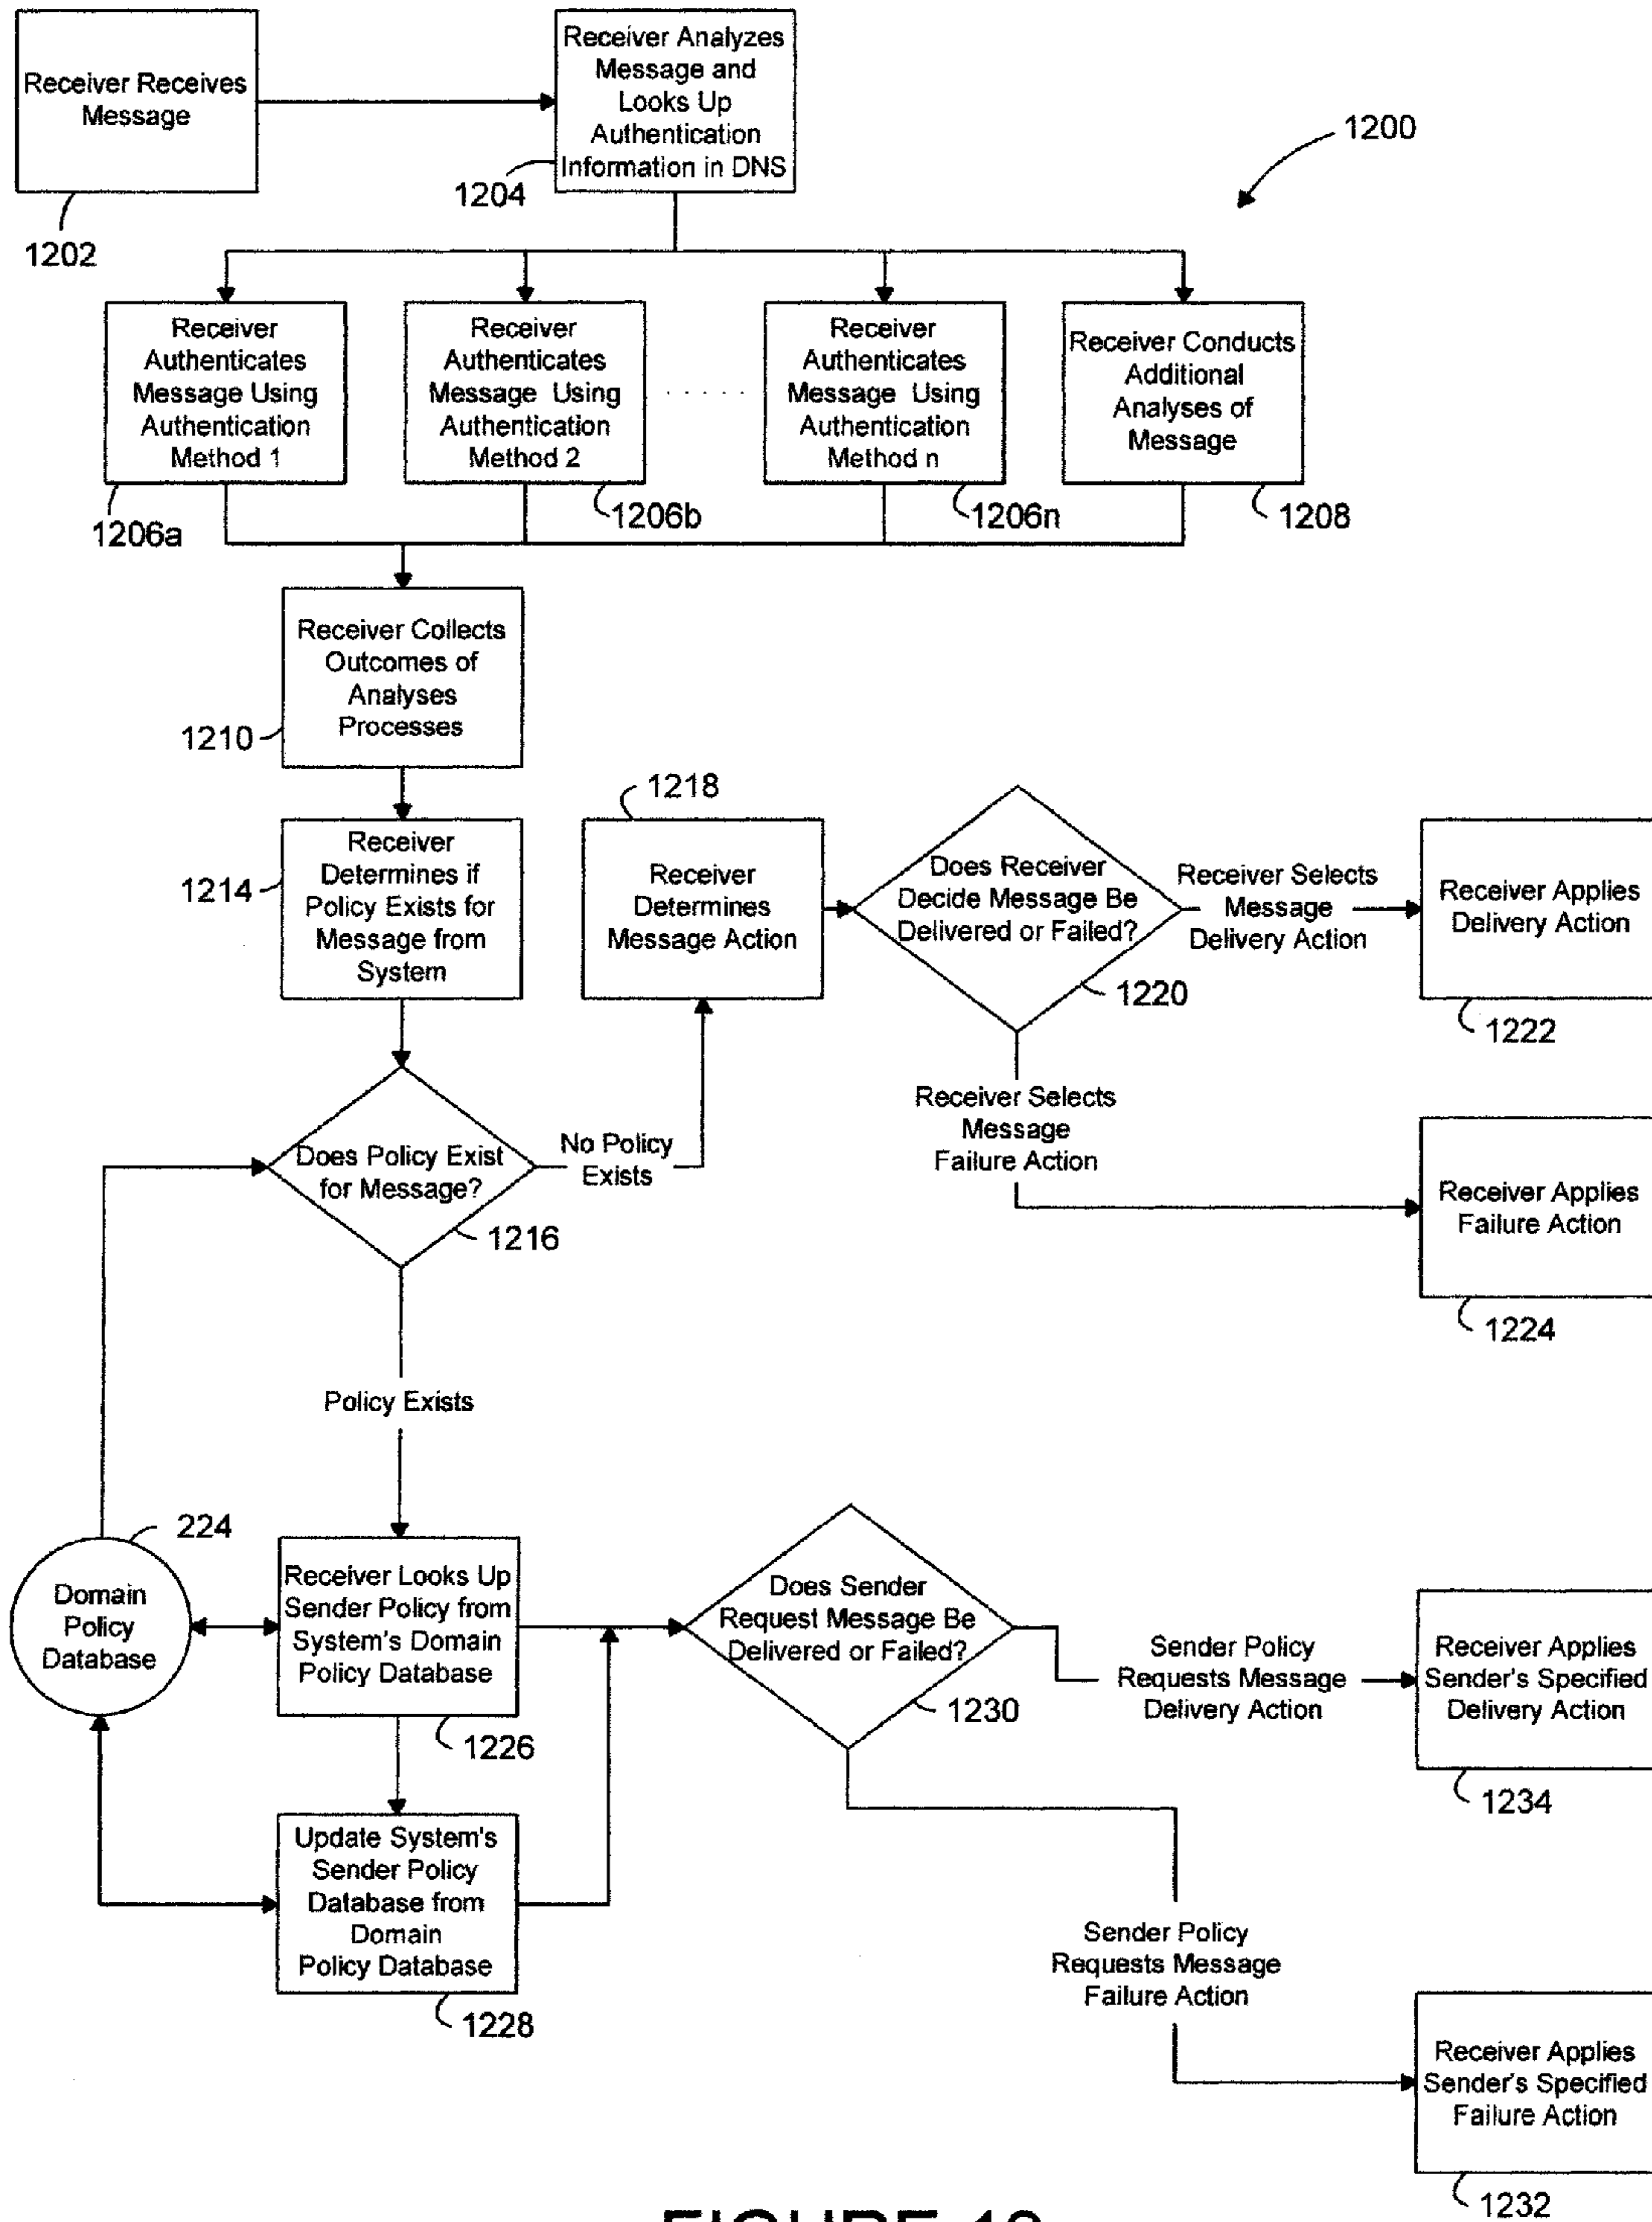 Receiver Receives
Message
1202
Receiver Analyzes
Message and
Looks Up
Authentication
Information in DNS
1204
1200
Receiver
Authenticates
Message Using
Authentication
Method 1
1206a
Receiver
Authenticates
Message Using
Authentication
Method 2
1206b
. . . . . .
Receiver
Authenticates
Message Using
Authentication
Method n
1206n
Receiver Conducts
Additional
Analyses of
Message
1208
Receiver Collects
Outcomes of
Analyses
Processes
1210
Receiver
Determines if
Policy Exists for
Message from
System
1214
1218
Receiver
Determines
Message Action
Does Receiver
Decide Message Be
Delivered or Failed?
1220
Receiver Selects
Message
Delivery Action
Receiver Applies
Delivery Action
1222
Receiver Selects
Message
Failure Action
Receiver Applies
Failure Action
1224
Does Policy Exist
for Message?
1216
No Policy
Exists
Policy Exists
224
Domain
Policy
Database
Receiver Looks Up
Sender Policy from
System's Domain
Policy Database
1226
Update System's
Sender Policy
Database from
Domain
Policy Database
1228
Does Sender
Request Message Be
Delivered or Failed?
1230
Sender Policy
Requests Message
Delivery Action
Receiver Applies
Sender's Specified
Delivery Action
1234
Sender Policy
Requests Message
Failure Action
Receiver Applies
Sender's Specified
Failure Action
1232
FIGURE